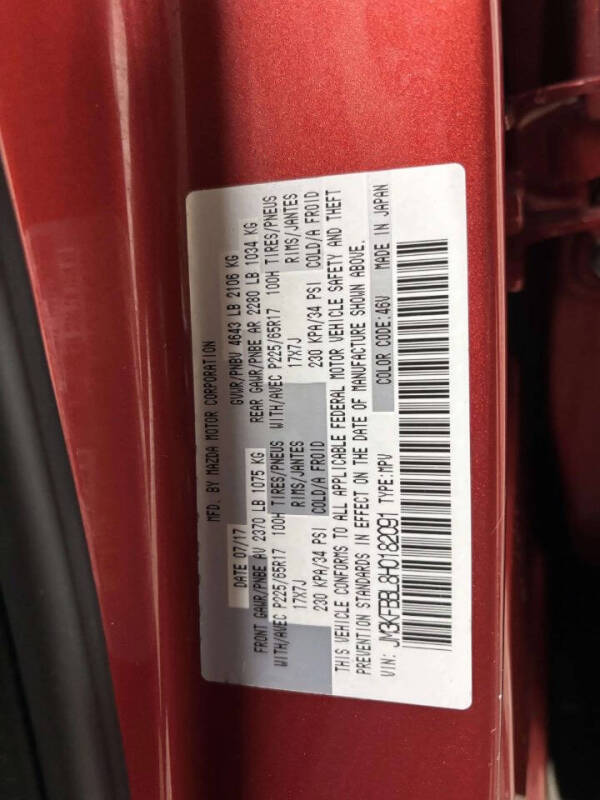 MFD. BY MAZDA MOTOR CORPORATION
DATE 07/17 GVWR/PNBV 4643 LB 2106 KG
FRONT GAWR/PNBE AV 2370 LB 1075 KG REAR GAWR/PNBE AR 2280 LB 1034 KG
WITH/AVEC P225/65R17 100H TIRES/PNEUS WITH/AVEC P225/65R17 100H TIRES/PNEUS
17X7J RIMS/JANTES 17X7J RIMS/JANTES
230 KPA/34 PSI COLD/A FROID 230 KPA/34 PSI COLD/A FROID
THIS VEHICLE CONFORMS TO ALL APPLICABLE FEDERAL MOTOR VEHICLE SAFETY AND THEFT
PREVENTION STANDARDS IN EFFECT ON THE DATE OF MANUFACTURE SHOWN ABOVE.
VIN: JM3KFBBL8H0182091 TYPE:MPV COLOR CODE:46V MADE IN JAPAN